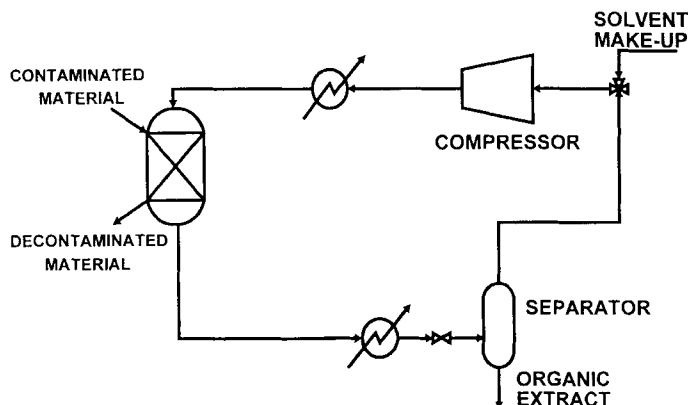 SOLVENT
MAKE-UP
CONTAMINATED
MATERIAL
COMPRESSOR
DECONTAMINATED
MATERIAL
SEPARATOR
ORGANIC
EXTRACT